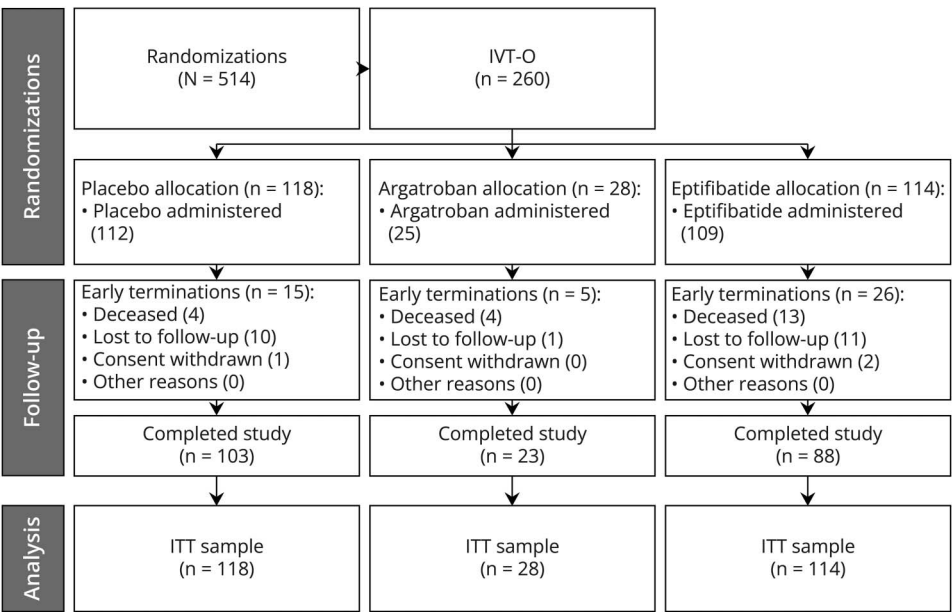 Randomizations
Randomizations
(N = 514)
IVT-O
(n = 260)
Placebo allocation (n = 118):
• Placebo administered
(112)
Argatroban allocation (n = 28):
• Argatroban administered
(25)
Eptifibatide allocation (n = 114):
• Eptifibatide administered
(109)
Follow-up
Early terminations (n = 15):
• Deceased (4)
• Lost to follow-up (10)
• Consent withdrawn (1)
• Other reasons (0)
Early terminations (n = 5):
• Deceased (4)
• Lost to follow-up (1)
• Consent withdrawn (0)
• Other reasons (0)
Early terminations (n = 26):
• Deceased (13)
• Lost to follow-up (11)
• Consent withdrawn (2)
• Other reasons (0)
Completed study
(n = 103)
Completed study
(n = 23)
Completed study
(n = 88)
Analysis
ITT sample
(n = 118)
ITT sample
(n = 28)
ITT sample
(n = 114)